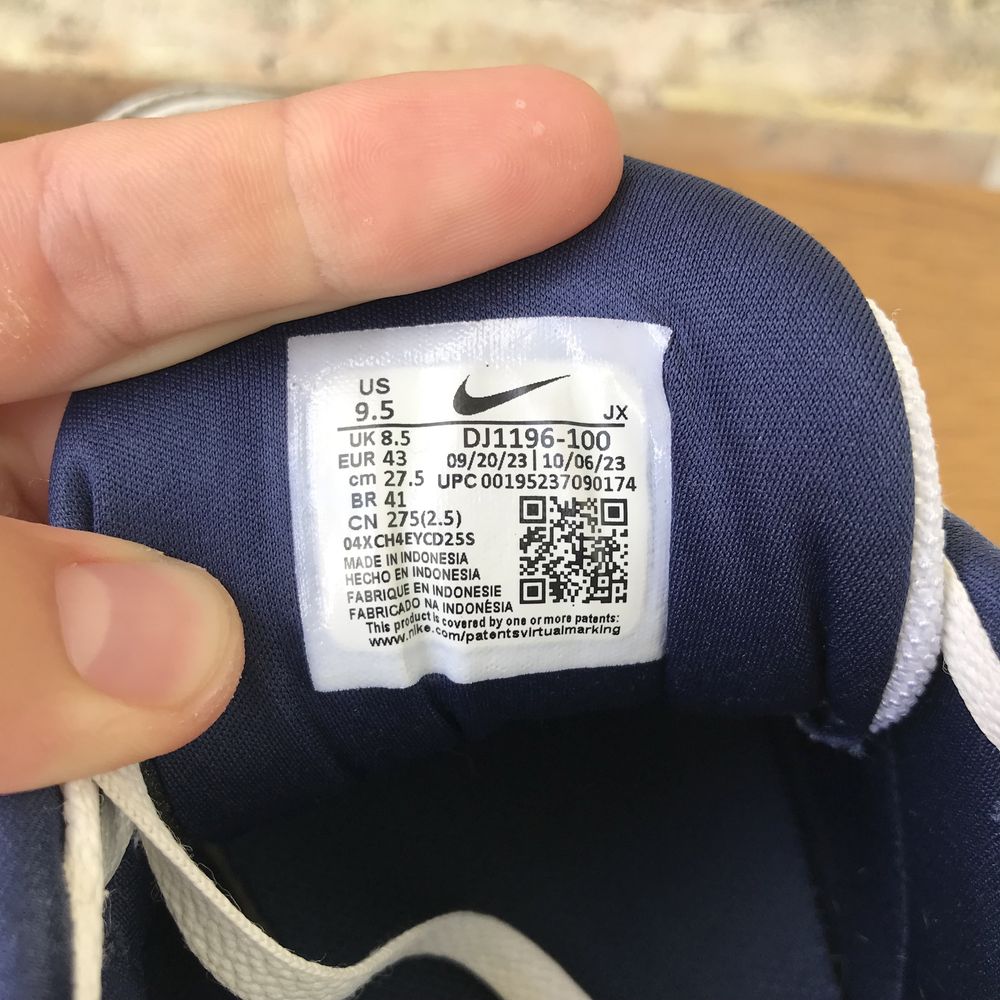 US
9.5
JX
UK 8.5
DJ1196-100
EUR 43
09/20/23 | 10/06/23
cm 27.5
UPC 00195237090174
BR 41
CN 275(2.5)
04XCH4EYCD25S
MADE IN INDONESIA
HECHO EN INDONESIA
FABRIQUE EN INDONESIE
FABRICADO NA INDONÉSIA
This product is covered by one or more patents:
www.nike.com/patentsvirtualmarking